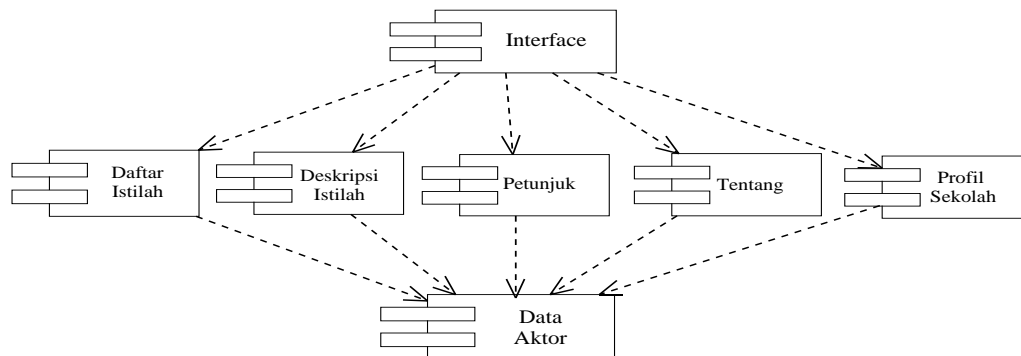 Interface
Daftar
Istilah
Deskripsi
Istilah
Petunjuk
Tentang
Profil
Sekolah
Data
Aktor